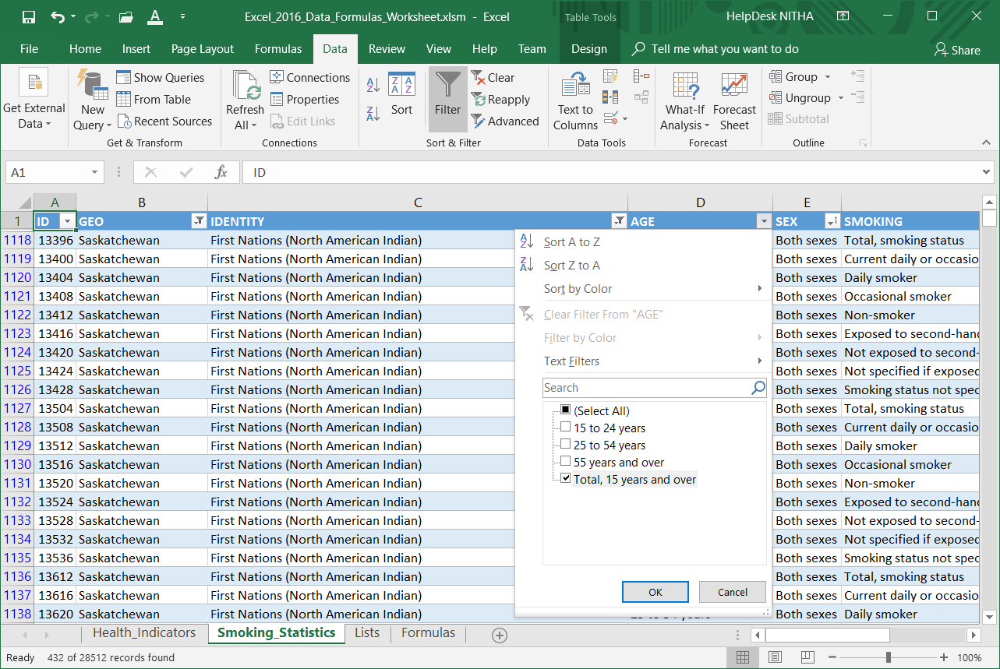 Excel_2016_Data_Formulas_Worksheet.xlsm - Excel
Table Tools
HelpDesk NITHA
File Home Insert Page Layout Formulas Data Review View Help Team Design Tell me what you want to do Share
Get External Data
New Query
Show Queries
From Table
Recent Sources
Get & Transform
Refresh All
Connections
Properties
Edit Links
Connections
Sort
Filter
Clear
Reapply
Advanced
Sort & Filter
Text to Columns
Data Tools
What-If Analysis
Forecast Sheet
Forecast
Group
Ungroup
Subtotal
Outline
A1 fx ID
A B C D E
1 ID GEO IDENTITY AGE SEX SMOKING
1118 13396 Saskatchewan First Nations (North American Indian) Both sexes Total, smoking status
1119 13400 Saskatchewan First Nations (North American Indian) Both sexes Current daily or occasio
1120 13404 Saskatchewan First Nations (North American Indian) Both sexes Daily smoker
1121 13408 Saskatchewan First Nations (North American Indian) Both sexes Occasional smoker
1122 13412 Saskatchewan First Nations (North American Indian) Both sexes Non-smoker
1123 13416 Saskatchewan First Nations (North American Indian) Both sexes Exposed to second-hand
1124 13420 Saskatchewan First Nations (North American Indian) Both sexes Not exposed to second-
1125 13424 Saskatchewan First Nations (North American Indian) Both sexes Not specified if exposed
1126 13428 Saskatchewan First Nations (North American Indian) Both sexes Smoking status not spec
1127 13504 Saskatchewan First Nations (North American Indian) Both sexes Total, smoking status
1128 13508 Saskatchewan First Nations (North American Indian) Both sexes Current daily or occasio
1129 13512 Saskatchewan First Nations (North American Indian) Both sexes Daily smoker
1130 13516 Saskatchewan First Nations (North American Indian) Both sexes Occasional smoker
1131 13520 Saskatchewan First Nations (North American Indian) Both sexes Non-smoker
1132 13524 Saskatchewan First Nations (North American Indian) Both sexes Exposed to second-hand
1133 13528 Saskatchewan First Nations (North American Indian) Both sexes Not exposed to second-
1134 13532 Saskatchewan First Nations (North American Indian) Both sexes Not specified if exposed
1135 13536 Saskatchewan First Nations (North American Indian) Both sexes Smoking status not spec
1136 13612 Saskatchewan First Nations (North American Indian) Both sexes Total, smoking status
1137 13616 Saskatchewan First Nations (North American Indian) Both sexes Current daily or occasio
1138 13620 Saskatchewan First Nations (North American Indian) Both sexes Daily smoker
Sort A to Z
Sort Z to A
Sort by Color
Clear Filter From "AGE"
Filter by Color
Text Filters
Search
(Select All)
15 to 24 years
25 to 54 years
55 years and over
Total, 15 years and over
OK Cancel
Health_Indicators Smoking_Statistics Lists Formulas
Ready 432 of 28512 records found 100%